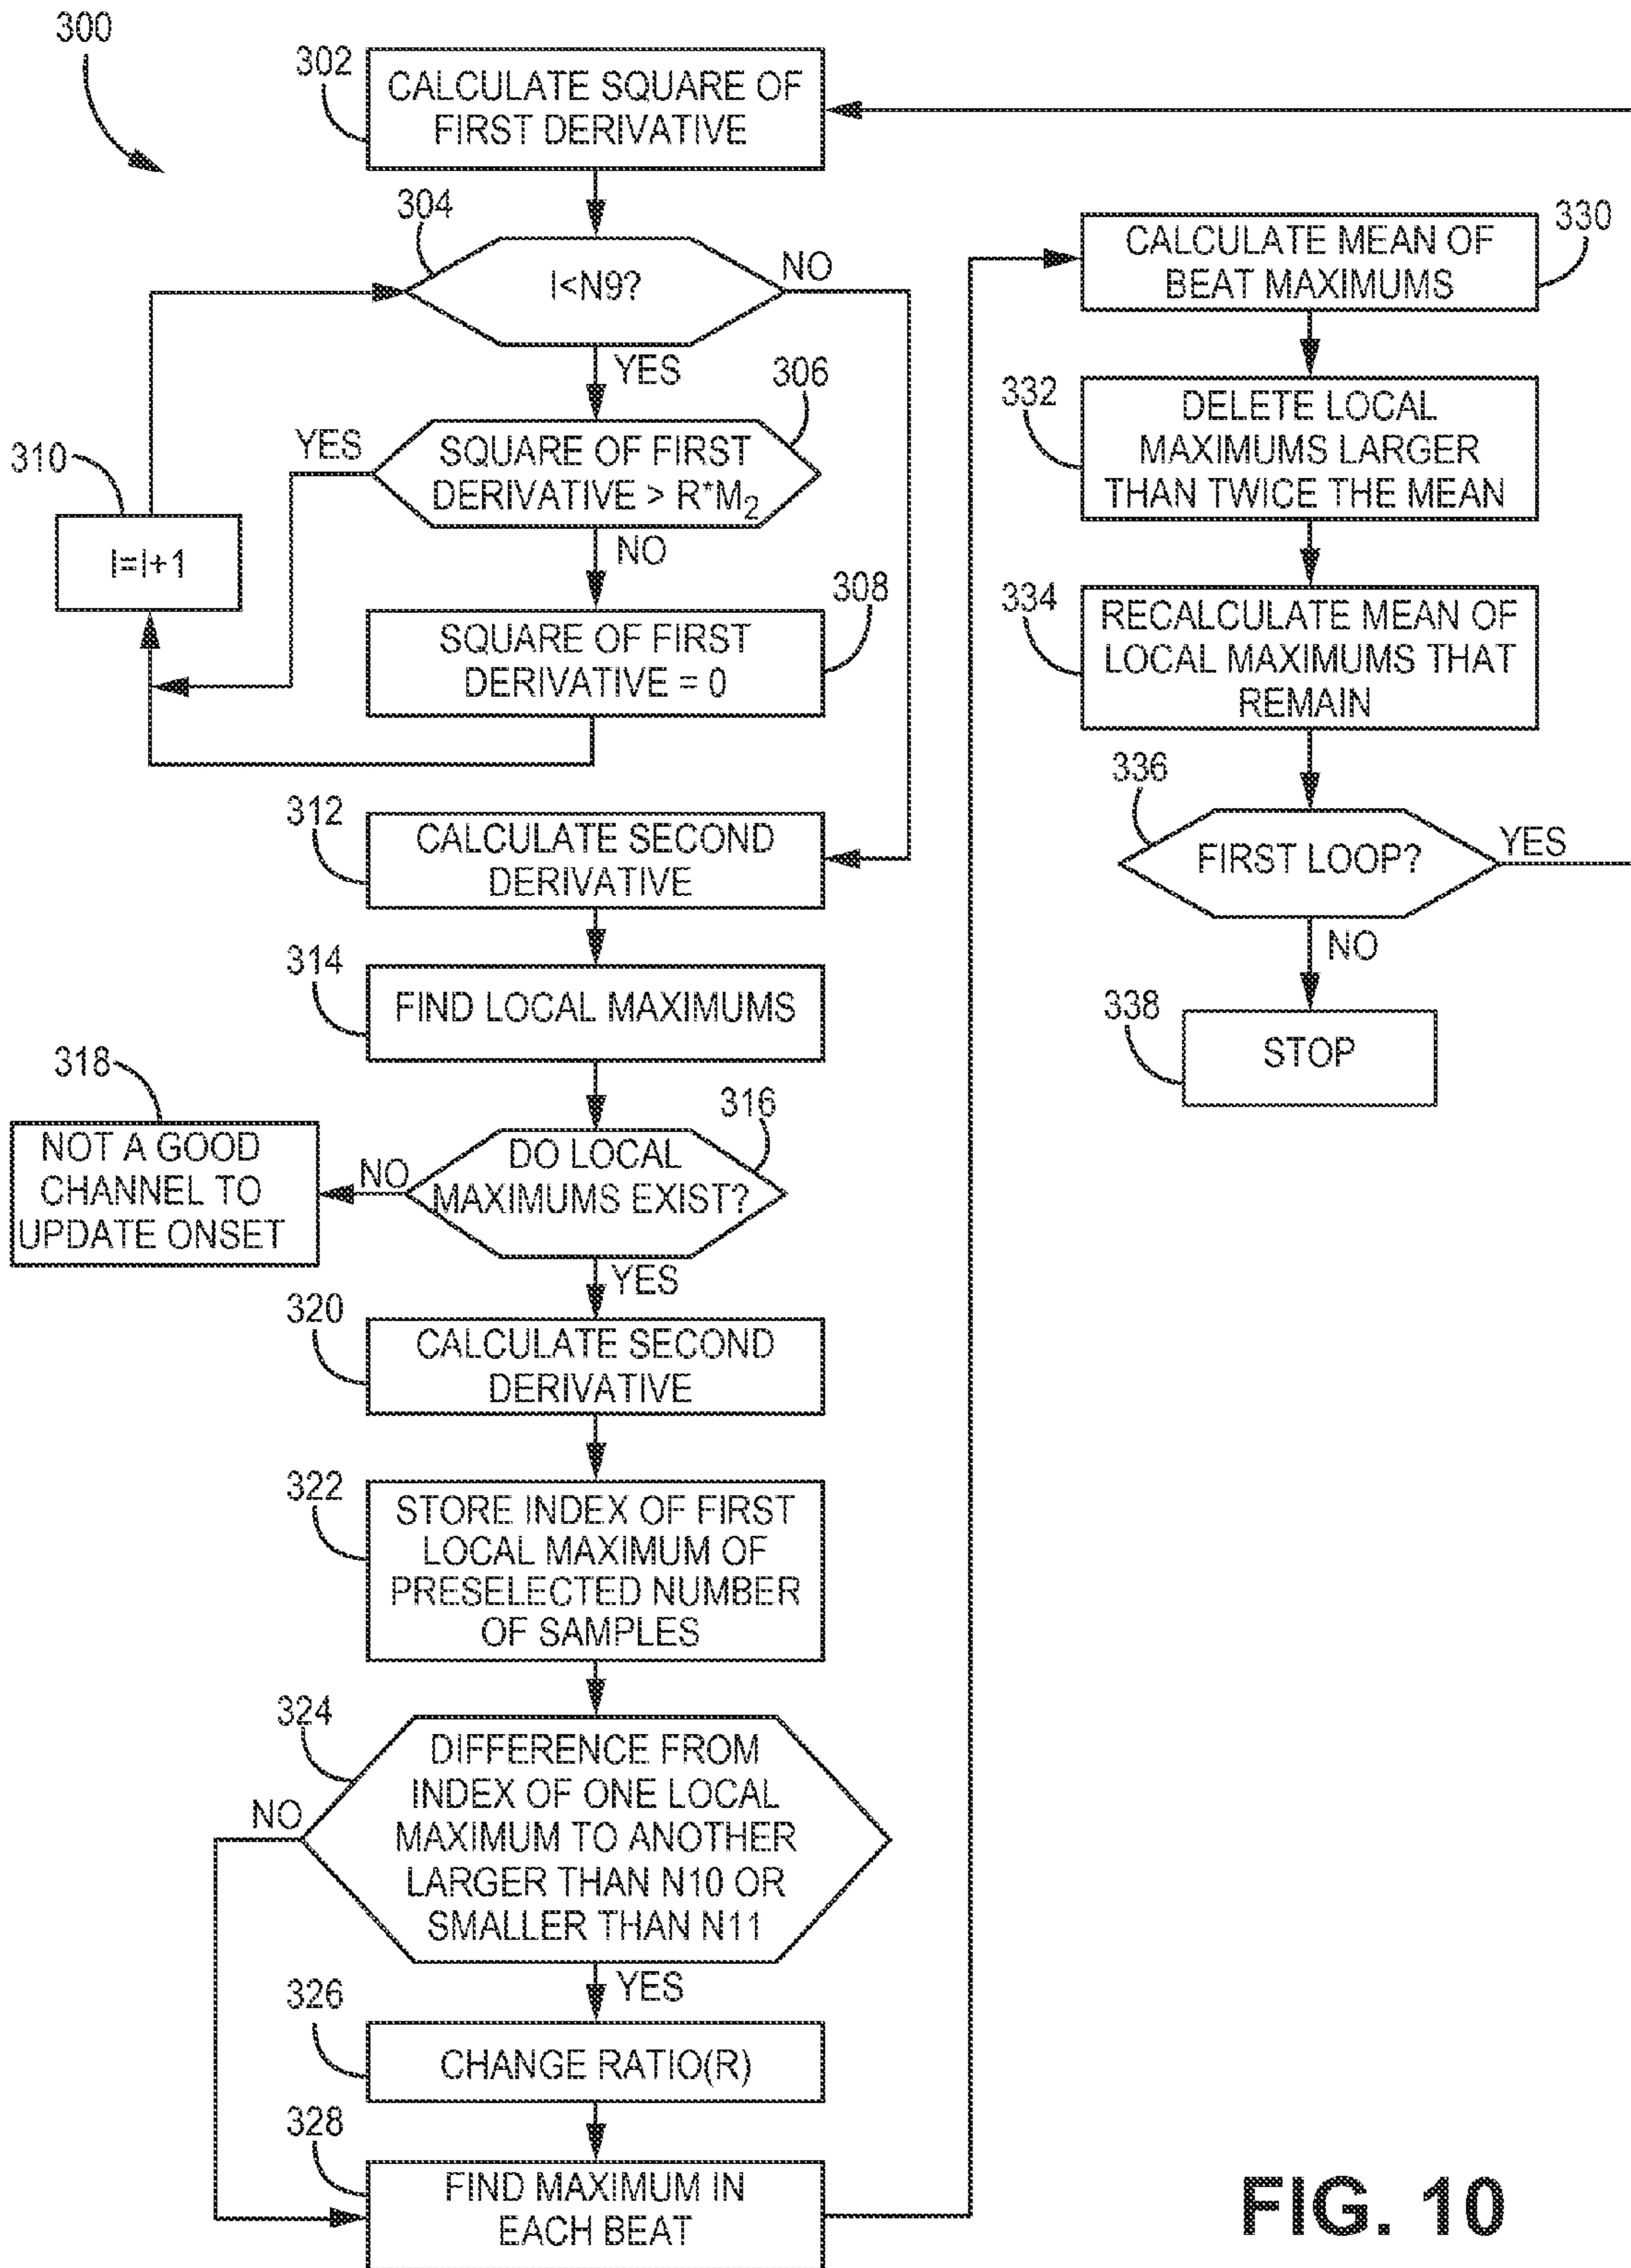 300
302
CALCULATE SQUARE OF
FIRST DERIVATIVE
304
I<N9?
NO
YES
306
SQUARE OF FIRST
DERIVATIVE > R*M2
YES
NO
310
I=I+1
308
SQUARE OF FIRST
DERIVATIVE = 0
312
CALCULATE SECOND
DERIVATIVE
314
FIND LOCAL MAXIMUMS
316
DO LOCAL
MAXIMUMS EXIST?
NO
318
NOT A GOOD
CHANNEL TO
UPDATE ONSET
YES
320
CALCULATE SECOND
DERIVATIVE
322
STORE INDEX OF FIRST
LOCAL MAXIMUM OF
PRESELECTED NUMBER
OF SAMPLES
324
DIFFERENCE FROM
INDEX OF ONE LOCAL
MAXIMUM TO ANOTHER
LARGER THAN N10 OR
SMALLER THAN N11
NO
YES
326
CHANGE RATIO(R)
328
FIND MAXIMUM IN
EACH BEAT
330
CALCULATE MEAN OF
BEAT MAXIMUMS
332
DELETE LOCAL
MAXIMUMS LARGER
THAN TWICE THE MEAN
334
RECALCULATE MEAN OF
LOCAL MAXIMUMS THAT
REMAIN
336
FIRST LOOP?
YES
NO
338
STOP
FIG. 10